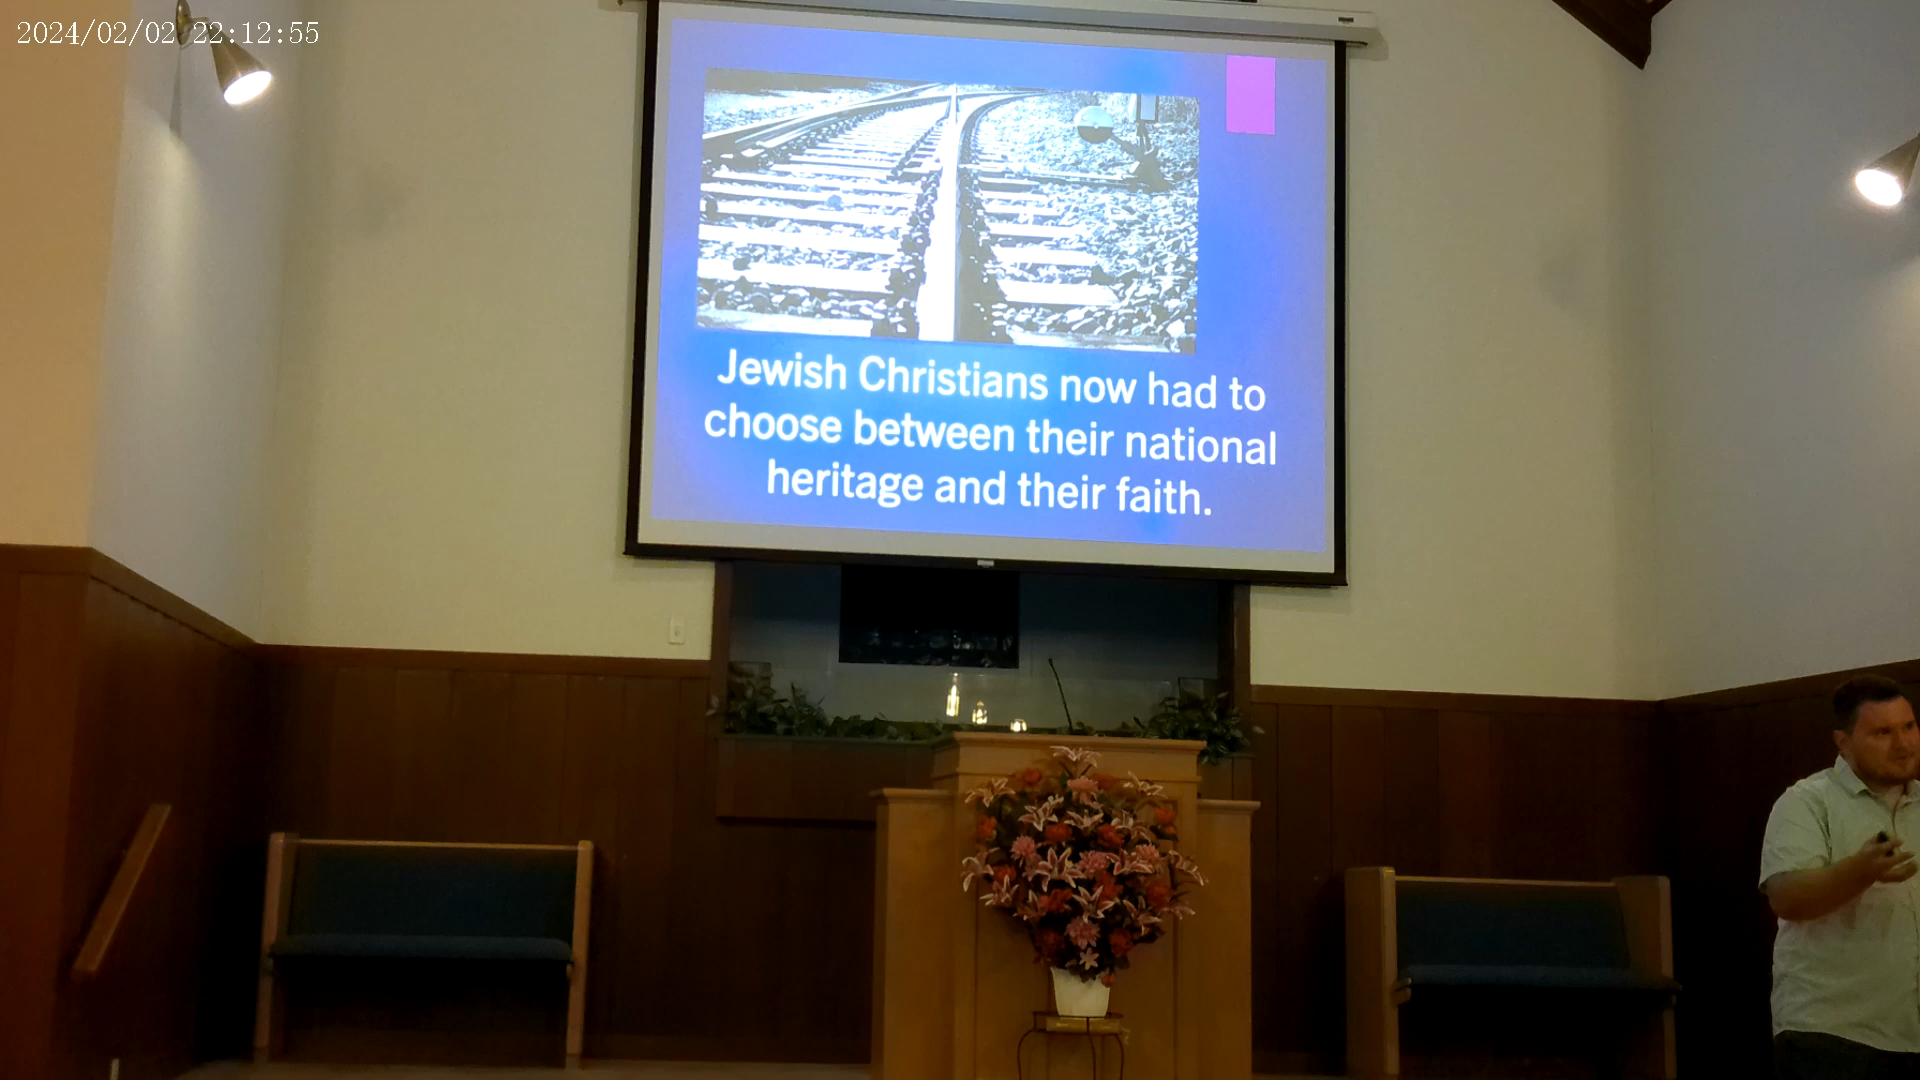 2024/02/02 22:12:55
Jewish Christians now had to
choose between their national
heritage and their faith.